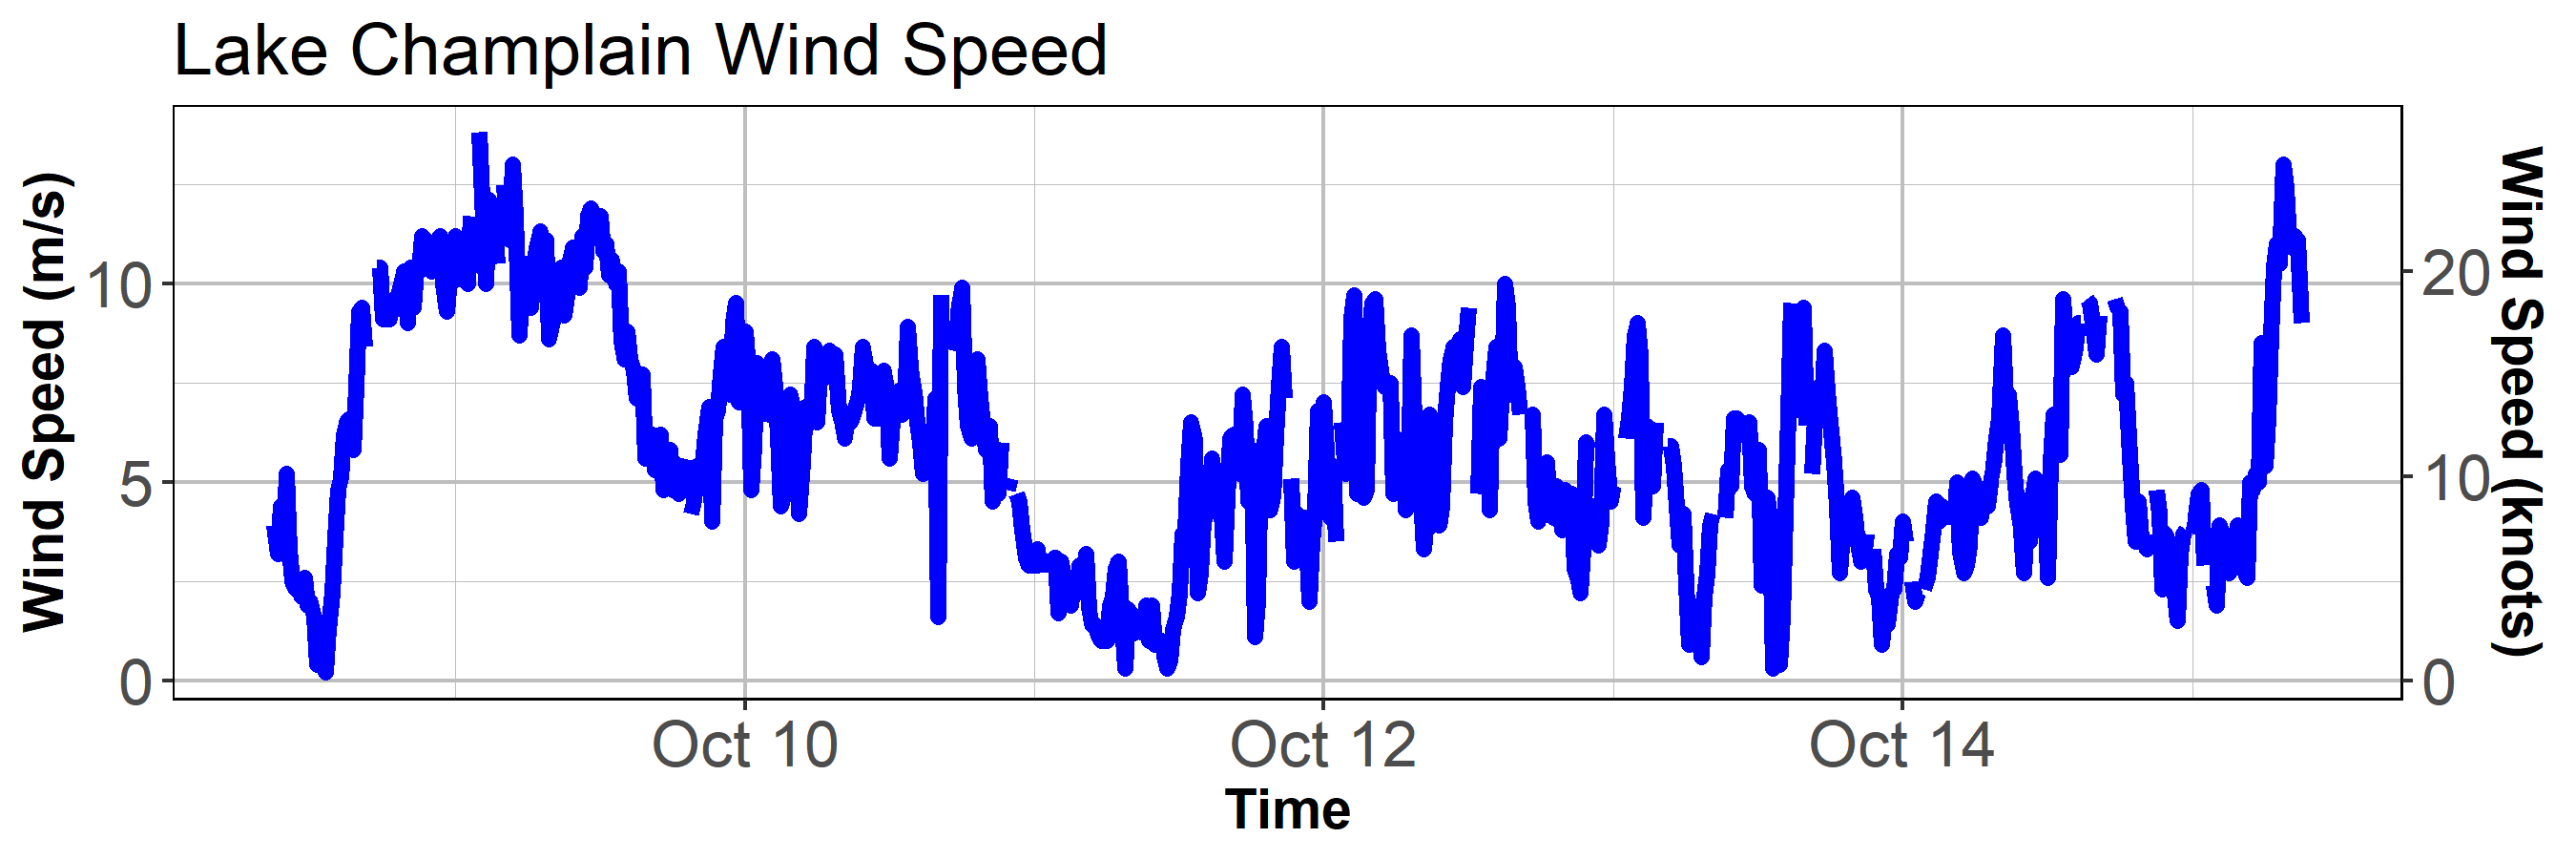 Lake Champlain Wind Speed
Wind Speed (m/s)
10
5
0
20
10
0
Wind Speed (knots)
Oct 10
Oct 12
Oct 14
Time